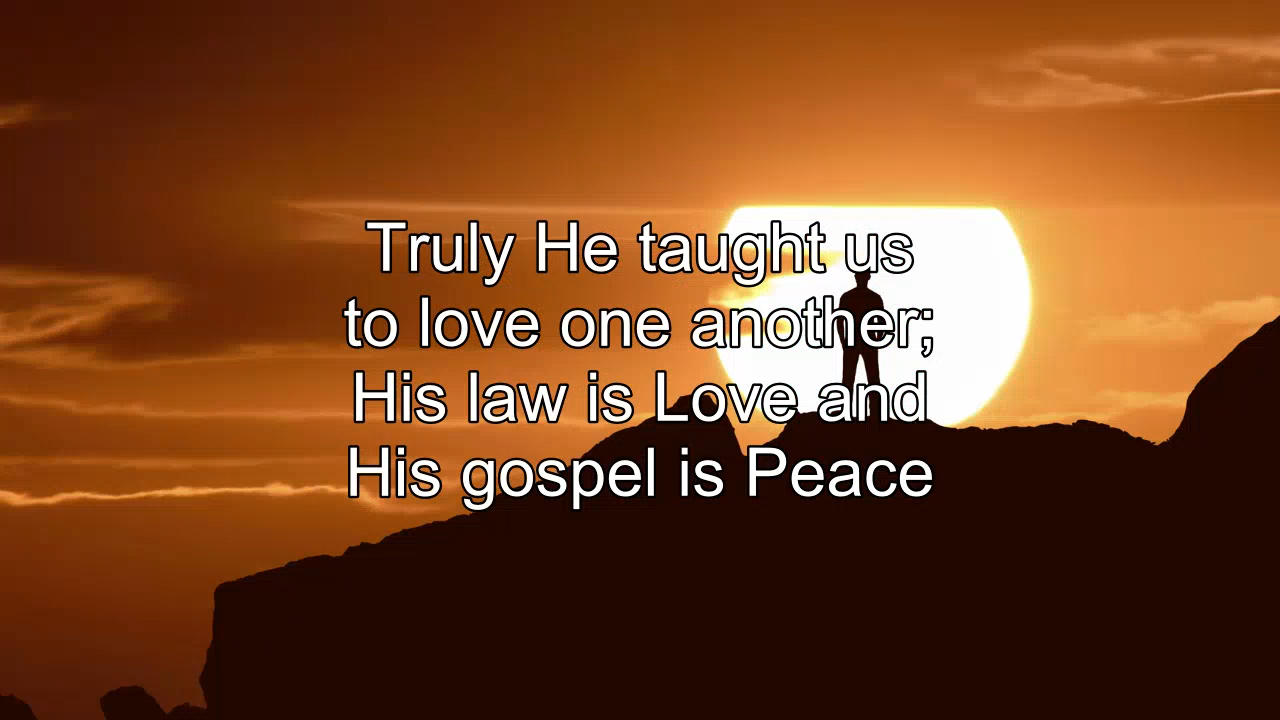 Truly He taught us
to love one another;
His law is Love and
His gospel is Peace